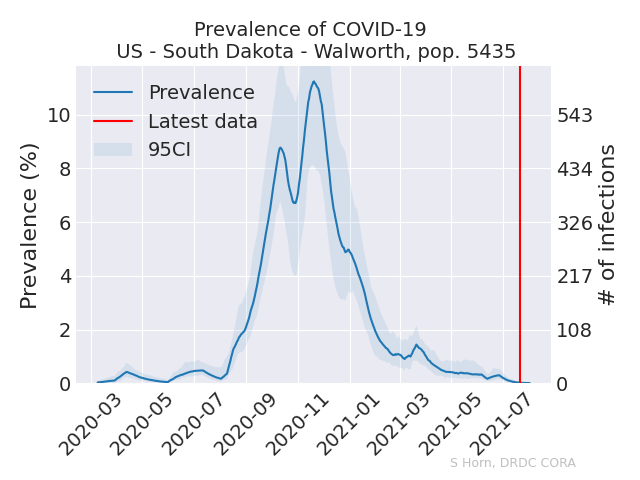 Prevalence of COVID-19
US - South Dakota - Walworth, pop. 5435
Prevalence
Latest data
95CI
Prevalence (%)
10
8
6
4
2
0
543
434
326
217
108
0
# of infections
2020-03
2020-05
2020-07
2020-09
2020-11
2021-01
2021-03
2021-05
2021-07
S Horn, DRDC CORA